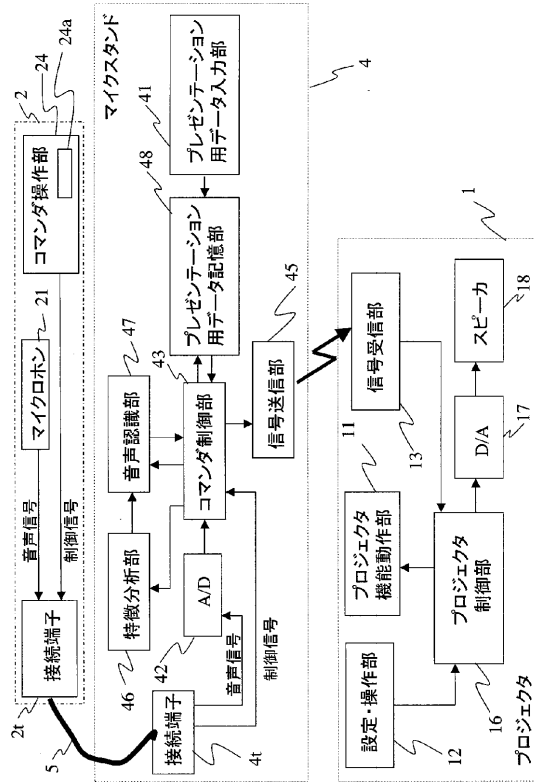 2
24
24a
コマンダ操作部
21
マイクロホン
音声信号
制御信号
接続端子
2t
5
マイクスタンド
4
41
プレゼンテーション
用データ入力部
48
プレゼンテーション
用データ記憶部
47
音声認識部
43
コマンダ制御部
45
信号送信部
特徴分析部
46
A/D
42
音声信号
制御信号
接続端子
4t
1
信号受信部
13
スピーカ
18
11
プロジェクタ
機能動作部
D/A
17
プロジェクタ
制御部
16
設定・操作部
12
プロジェクタ